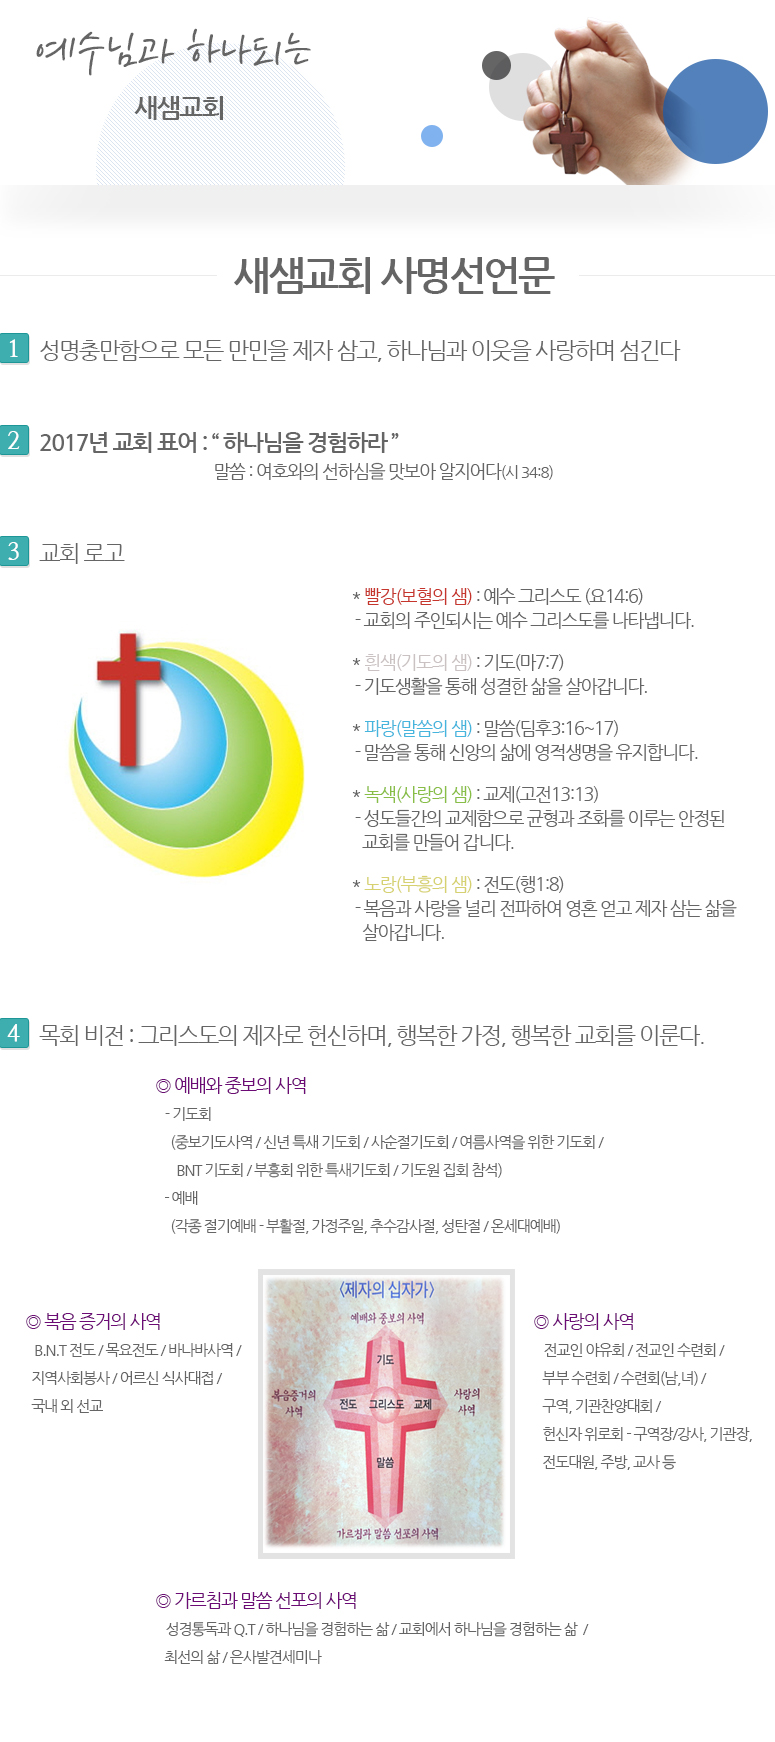 예수님과 하나되는
새샘교회
새샘교회 사명선언문
1 성명충만함으로 모든 만민을 제자 삼고, 하나님과 이웃을 사랑하며 섬긴다
2 2017년 교회 표어 : “ 하나님을 경험하라 ”
말씀 : 여호와의 선하심을 맛보아 알지어다(시 34:8)
3 교회 로고
* 빨강(보혈의 샘) : 예수 그리스도 (요14:6)
- 교회의 주인되시는 예수 그리스도를 나타냅니다.
* 흰색(기도의 샘) : 기도(마7:7)
- 기도생활을 통해 성결한 삶을 살아갑니다.
* 파랑(말씀의 샘) : 말씀(딤후3:16~17)
- 말씀을 통해 신앙의 삶에 영적생명을 유지합니다.
* 녹색(사랑의 샘) : 교제(고전13:13)
- 성도들간의 교제함으로 균형과 조화를 이루는 안정된
교회를 만들어 갑니다.
* 노랑(부흥의 샘) : 전도(행1:8)
- 복음과 사랑을 널리 전파하여 영혼 얻고 제자 삼는 삶을
살아갑니다.
4 목회 비전 : 그리스도의 제자로 헌신하며, 행복한 가정, 행복한 교회를 이룬다.
◎ 예배와 중보의 사역
- 기도회
(중보기도사역 / 신년 특새 기도회 / 사순절기도회 / 여름사역을 위한 기도회 /
BNT 기도회 / 부흥회 위한 특새기도회 / 기도원 집회 참석)
- 예배
(각종 절기예배 - 부활절, 가정주일, 추수감사절, 성탄절 / 온세대예배)
◎ 복음 증거의 사역
B.N.T 전도 / 목요전도 / 바나바사역 /
지역사회봉사 / 어르신 식사대접 /
국내 외 선교
〈제자의 십자가〉
예배와 중보의 사역
기도
복음증거의
사역
전도 그리스도 교제
사랑의
사역
말씀
가르침과 말씀 선포의 사역
◎ 사랑의 사역
전교인 야유회 / 전교인 수련회 /
부부 수련회 / 수련회(남,녀) /
구역, 기관찬양대회 /
헌신자 위로회 - 구역장/강사, 기관장,
전도대원, 주방, 교사 등
◎ 가르침과 말씀 선포의 사역
성경통독과 Q.T / 하나님을 경험하는 삶 / 교회에서 하나님을 경험하는 삶 /
최선의 삶 / 은사발견세미나